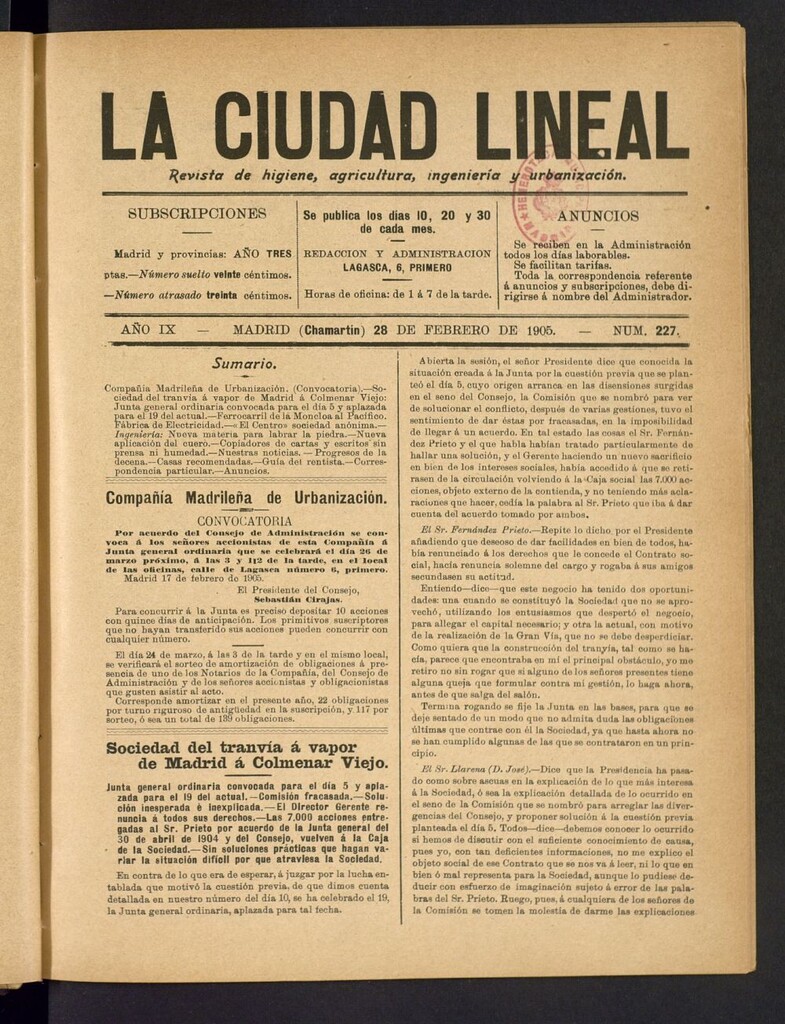 LA CIUDAD LINEAL
Revista de higiene, agricultura, ingeniería y urbanización.
SUBSCRIPCIONES
Madrid y provincias: AÑO TRES
ptas.—Número suelto veinte céntimos.
—Número atrasado treinta céntimos.
Se publica los dias 10, 20 y 30
de cada mes.
REDACCION Y ADMINISTRACION
LAGASCA, 6, PRIMERO
Horas de oficina: de 1 á 7 de la tarde.
ANUNCIOS
Se reciben en la Administración
todos los días laborables.
Se facilitan tarifas.
Toda la correspondencia referente
á anuncios y subscripciones, debe di-
rigirse á nombre del Administrador.
AÑO IX — MADRID (Chamartín) 28 DE FEBRERO DE 1905. — NUM. 227.
Sumario.
Compañía Madrileña de Urbanización. (Convocatoria).—So-
ciedad del tranvía á vapor de Madrid á Colmenar Viejo:
Junta general ordinaria convocada para el día 5 y aplazada
para el 19 del actual.—Ferrocarril de la Moncloa al Pacífico.
Fábrica de Electricidad.—«El Centro» sociedad anónima.—
Ingeniería: Nueva materia para labrar la piedra.—Nueva
aplicación del cuero.—Copiadores de cartas y escritos sin
prensa ni humedad.—Nuestras noticias.—Progresos de la
decena.—Casas recomendadas.—Guía del rentista.—Corres-
pondencia particular.—Anuncios.
Compañía Madrileña de Urbanización.
CONVOCATORIA
Por acuerdo del Consejo de Administración se con-
voca á los señores accionistas de esta Compañía á
Junta general ordinaria que se celebrará el día 26 de
marzo próximo, á las 3 y 1|2 de la tarde, en el local
de las oficinas, calle de Lagasca número 6, primero.
Madrid 17 de febrero de 1905.
El Presidente del Consejo,
Sebastián Cirajas.
Para concurrir á la Junta es preciso depositar 10 acciones
con quince días de anticipación. Los primitivos suscriptores
que no hayan transferido sus acciones pueden concurrir con
cualquier número.
El día 24 de marzo, á las 3 de la tarde y en el mismo local,
se verificará el sorteo de amortización de obligaciones á pre-
sencia de uno de los Notarios de la Compañía, del Consejo de
Administración y de los señores accionistas y obligacionistas
que gusten asistir al acto.
Corresponde amortizar en el presente año, 22 obligaciones
por turno riguroso de antigüedad en la suscripción, y 117 por
sorteo, ó sea un total de 139 obligaciones.
Sociedad del tranvía á vapor
de Madrid á Colmenar Viejo.
Junta general ordinaria convocada para el día 5 y apla-
zada para el 19 del actual.—Comisión fracasada.—Solu-
ción inesperada é inexplicada.—El Director Gerente re-
nuncia á todos sus derechos.—Las 7.000 acciones entre-
gadas al Sr. Prieto por acuerdo de la Junta general del
30 de abril de 1904 y del Consejo, vuelven á la Caja
de la Sociedad.—Sin soluciones prácticas que hagan va-
riar la situación difícil por que atraviesa la Sociedad.
En contra de lo que era de esperar, á juzgar por la lucha en-
tablada que motivó la cuestión previa, de que dimos cuenta
detallada en nuestro número del día 10, se ha celebrado el 19,
la Junta general ordinaria, aplazada para tal fecha.
Abierta la sesión, el señor Presidente dice que conocida la
situación creada á la Junta por la cuestión previa que se plan-
teó el día 5, cuyo origen arranca en las disensiones surgidas
en el seno del Consejo, la Comisión que se nombró para ver
de solucionar el conflicto, después de varias gestiones, tuvo el
sentimiento de dar éstas por fracasadas, en la imposibilidad
de llegar á un acuerdo. En tal estado las cosas el Sr. Fernán-
dez Prieto y el que habla habían tratado particularmente de
hallar una solución, y el Gerente haciendo un nuevo sacrificio
en bien de los intereses sociales, había accedido á que se reti-
rasen de la circulación volviendo á la Caja social las 7.000 ac-
ciones, objeto externo de la contienda, y no teniendo más acla-
raciones que hacer, cedía la palabra al Sr. Prieto que iba á dar
cuenta del acuerdo tomado por ambos.
El Sr. Fernández Prieto.—Repite lo dicho por el Presidente
añadiendo que deseoso de dar facilidades en bien de todos, ha-
bía renunciado á los derechos que le concede el Contrato so-
cial, hacía renuncia solemne del cargo y rogaba á sus amigos
secundasen su actitud.
Entiendo—dice—que este negocio ha tenido dos oportuni-
dades: una cuando se constituyó la Sociedad que no se apro-
vechó, utilizando los entusiasmos que despertó el negocio,
para allegar el capital necesario; y otra la actual, con motivo
de la realización de la Gran Vía, que no se debe desperdiciar.
Como quiera que la construcción del tranvía, tal como se ha-
cía, parece que encontraba en mí el principal obstáculo, yo me
retiro no sin rogar que si alguno de los señores presentes tiene
alguna queja que formular contra mi gestión, lo haga ahora,
antes de que salga del salón.
Termina rogando se fije la Junta en las bases, para que se
deje sentado de un modo que no admita duda las obligaciones
últimas que contrae con él la Sociedad, ya que hasta ahora no
se han cumplido algunas de las que se contrataron en un prin-
cipio.
El Sr. Llarena (D. José).—Dice que la Presidencia ha pasa-
do como sobre ascuas en la explicación de lo que más interesa
á la Sociedad, ó sea la explicación detallada de lo ocurrido en
el seno de la Comisión que se nombró para arreglar las diver-
gencias del Consejo, y proponer solución á la cuestión previa
planteada el día 5. Todos—dice—debemos conocer lo ocurrido
si hemos de discutir con el suficiente conocimiento de causa,
pues yo, con tan deficientes informaciones, no me explico el
objeto social de ese Contrato que se nos va á leer, ni lo que en
bien ó mal represente para la Sociedad, aunque lo pudiese de-
ducir con esfuerzo de imaginación sujeto á error de las pala-
bras del Sr. Prieto. Ruego, pues, á cualquiera de los señores de
la Comisión se tomen la molestia de darme las explicaciones